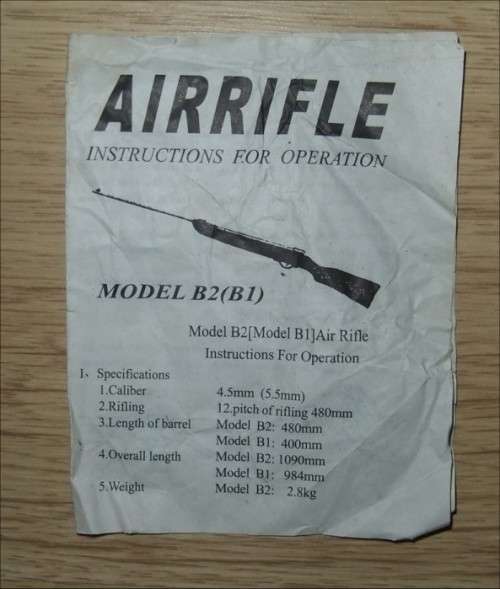 AIRRIFLE
INSTRUCTIONS FOR OPERATION
MODEL B2(B1)
Model B2[Model B1]Air Rifle
Instructions For Operation
I、Specifications
1.Caliber 4.5mm (5.5mm)
2.Rifling 12.pitch of rifling 480mm
3.Length of barrel Model B2: 480mm
Model B1: 400mm
4.Overall length Model B2: 1090mm
Model B1: 984mm
5.Weight Model B2: 2.8kg